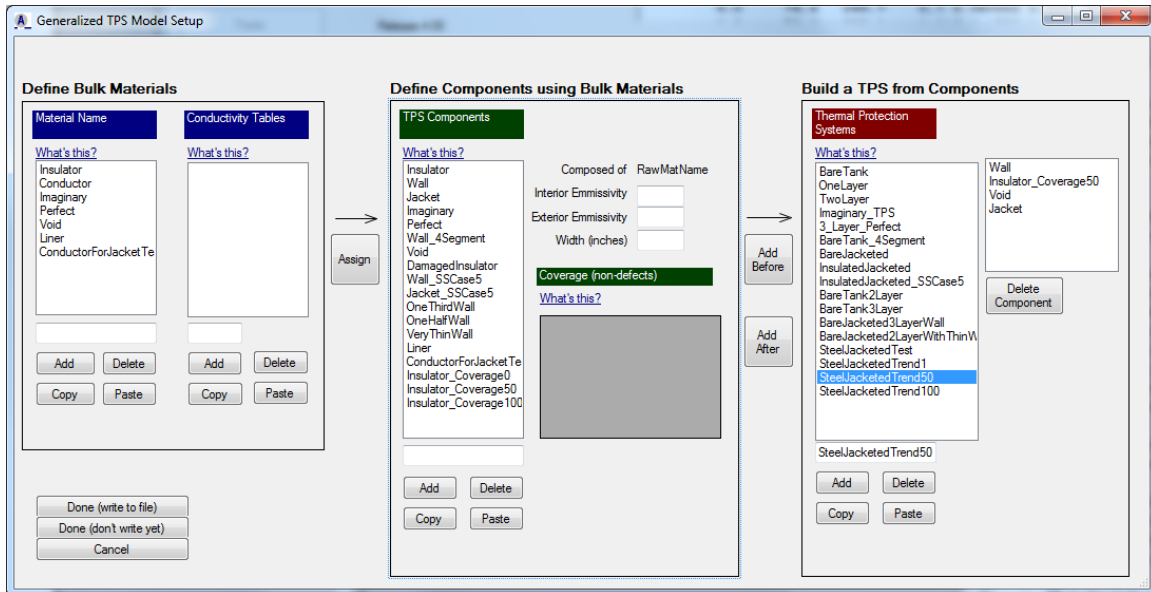 Generalized TPS Model Setup
Define Bulk Materials
Material Name
Conductivity Tables
What's this?
What's this?
Insulator
Conductor
Imaginary
Perfect
Void
Liner
ConductorForJacketTe
Add
Delete
Add
Delete
Copy
Paste
Copy
Paste
Done (write to file)
Done (don't write yet)
Cancel
Assign
Define Components using Bulk Materials
TPS Components
What's this?
Insulator
Wall
Jacket
Imaginary
Perfect
Wall_4Segment
Void
DamagedInsulator
Wall_SSCase5
Jacket_SSCase5
OneThirdWall
OneHalfWall
VeryThinWall
Liner
ConductorForJacketTe
Insulator_Coverage0
Insulator_Coverage50
Insulator_Coverage100
Add
Delete
Copy
Paste
Composed of RawMatName
Interior Emmissivity
Exterior Emmissivity
Width (inches)
Coverage (non-defects)
What's this?
Add
Before
Add
After
Build a TPS from Components
Thermal Protection
Systems
What's this?
BareTank
OneLayer
TwoLayer
Imaginary_TPS
3_Layer_Perfect
BareTank_4Segment
BareJacketed
InsulatedJacketed
InsulatedJacketed_SSCase5
BareTank2Layer
BareTank3Layer
BareJacketed3LayerWall
BareJacketed2LayerWithThinW
SteelJacketedTest
SteelJacketedTrend1
SteelJacketedTrend50
SteelJacketedTrend100
SteelJacketedTrend50
Add
Delete
Copy
Paste
Wall
Insulator_Coverage50
Void
Jacket
Delete
Component